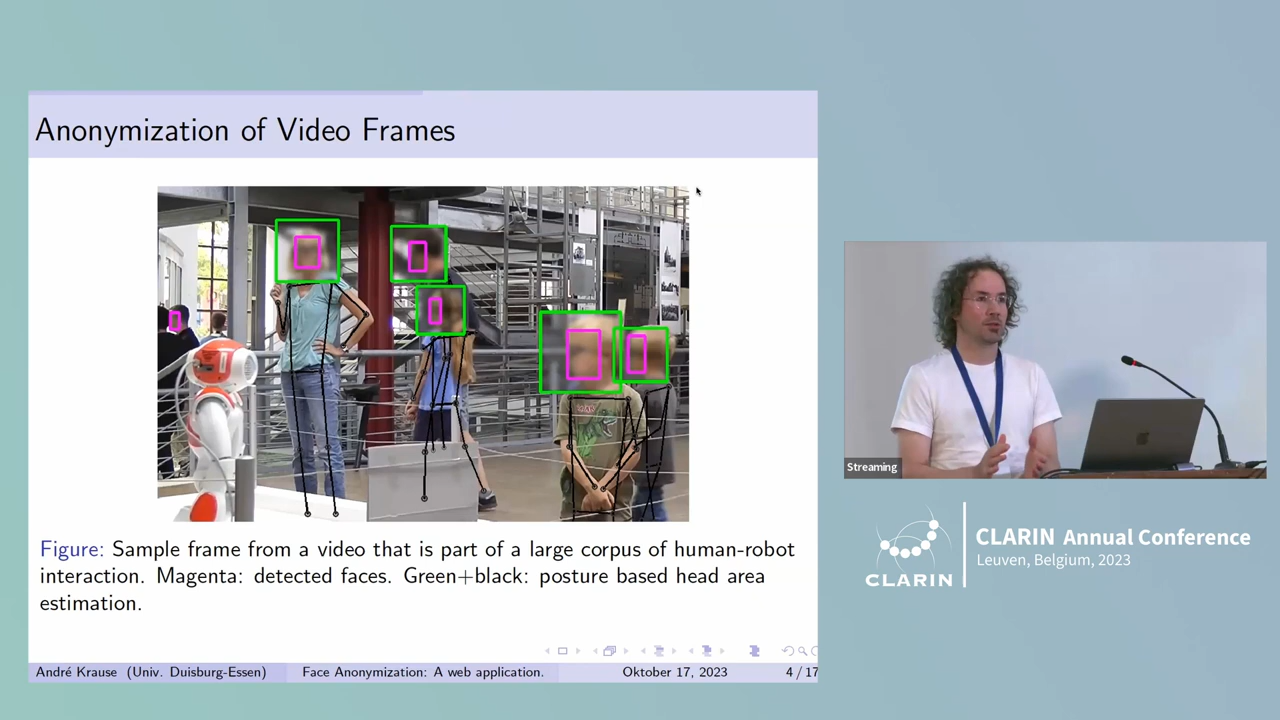 Anonymization of Video Frames
Figure: Sample frame from a video that is part of a large corpus of human-robot
interaction. Magenta: detected faces. Green+black: posture based head area
estimation.
André Krause (Univ. Duisburg-Essen)
Face Anonymization: A web application.
Oktober 17, 2023
4 / 17
Streaming
CLARIN
CLARIN Annual Conference
Leuven, Belgium, 2023